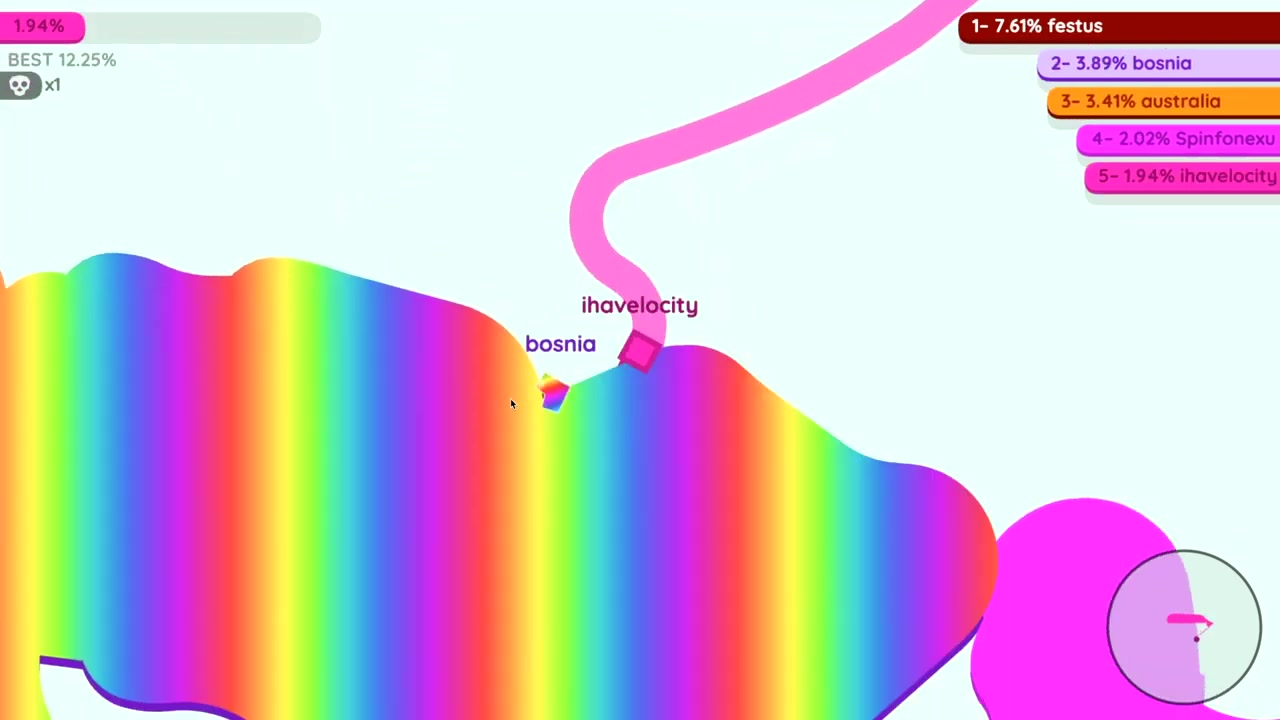 1.94%
BEST 12.25%
x1
1- 7.61% festus
2- 3.89% bosnia
3- 3.41% australia
4- 2.02% Spinfonexu
5- 1.94% ihavelocity
ihavelocity
bosnia